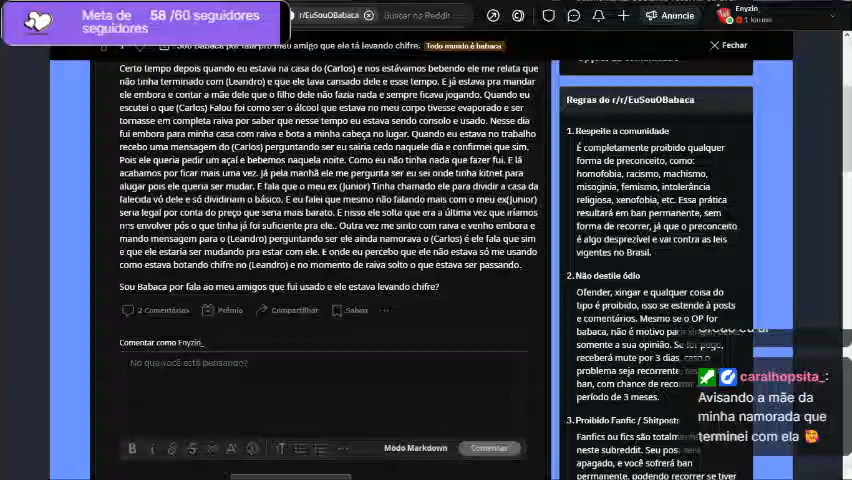 Meta de seguidores
58 /60 seguidores
r/EuSouOBabaca
Buscar no Reddit
Anuncie
Enyzin_
1 karma
Sou Babaca por fala pro meu amigo que ele tá levando chifre.
Todo mundo é babaca
Fechar
Certo tempo depois quando eu estava na casa do (Carlos) e nos estávamos bebendo ele me relata que
não tinha terminado com (Leandro) e que ele tava cansado dele e esse tempo. E já estava pra mandar
ele embora e contar a mãe dele que o filho dele não fazia nada e sempre ficava jogando. Quando eu
escutei o que (Carlos) Falou foi como ser o álcool que estava no meu corpo tivesse evaporado e ser
tornasse em completa raiva por saber que nesse tempo eu estava sendo consolo e usado. Nesse dia
fui embora para minha casa com raiva e bota a minha cabeça no lugar. Quando eu estava no trabalho
recebo uma mensagem do (Carlos) perguntando ser eu sairia cedo naquele dia e confirmei que sim.
Pois ele queria pedir um açaí e bebemos naquela noite. Como eu não tinha nada que fazer fui. E lá
acabamos por ficar mais uma vez. Já pela manhã ele me pergunta ser eu sei onde tinha kitnet para
alugar pois ele queria ser mudar. E fala que o meu ex (Junior) Tinha chamado ele para dividir a casa da
falecida vó dele e só dividiriam o básico. E eu falei que mesmo não falando mais com o meu ex(Junior)
seria legal por conta do preço que seria mais barato. E nisso ele solta que era a última vez que iríamos
nos envolver pós o que tinha já foi suficiente pra ele.. Outra vez me sinto com raiva e venho embora e
mando mensagem para o (Leandro) perguntando ser ele ainda namorava o (Carlos) é ele fala que sim
e que ele estaria ser mudando pra estar com ele. E onde eu percebo que ele não estava só me usando
como estava botando chifre no (Leandro) e no momento de raiva solto o que estava ser passando.
Sou Babaca por fala ao meu amigos que fui usado e ele estava levando chifre?
2 Comentários
Prêmio
Compartilhar
Salvar
Comentar como Enyzin_
No que você está pensando?
Modo Markdown
Comentar
Regras do r/r/EuSouOBabaca
1. Respeite a comunidade
É completamente proibido qualquer
forma de preconceito, como:
homofobia, racismo, machismo,
misoginia, femismo, intolerância
religiosa, xenofobia, etc. Essa prática
resultará em ban permanente, sem
forma de recorrer, já que o preconceito
é algo desprezível e vai contra as leis
vigentes no Brasil.
2. Não destile ódio
Ofender, xingar e qualquer coisa do
tipo é proibido, isso se estende à posts
e comentários. Mesmo se o OP for
babaca, não é motivo para
somente a sua opinião. Se for pego,
receberá mute por 3 dias, caso o
problema seja recorrente,
ban, com chance de
período de 3 meses.
3. Proibido Fanfic / Shitpost:
Fanfics ou fics são
neste subreddit. Seu
apagado, e você sofrerá ban
permanente, podendo recorrer se tiver
caralhopsita_:
Avisando a mãe da
minha namorada que
terminei com ela 🥰